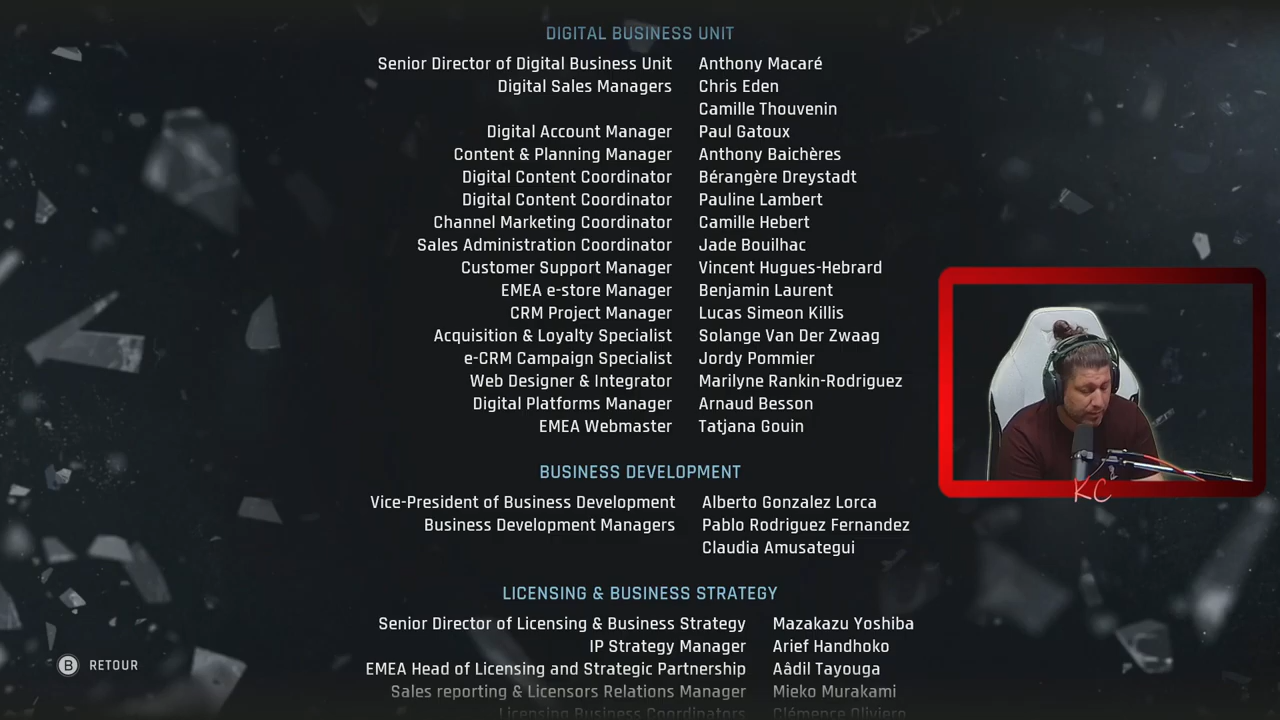 DIGITAL BUSINESS UNIT
Senior Director of Digital Business Unit Anthony Macaré
Digital Sales Managers Chris Eden
Camille Thouvenin
Digital Account Manager Paul Gatoux
Content & Planning Manager Anthony Baichères
Digital Content Coordinator Bérangère Dreystadt
Digital Content Coordinator Pauline Lambert
Channel Marketing Coordinator Camille Hebert
Sales Administration Coordinator Jade Bouilhac
Customer Support Manager Vincent Hugues-Hebrard
EMEA e-store Manager Benjamin Laurent
CRM Project Manager Lucas Simeon Killis
Acquisition & Loyalty Specialist Solange Van Der Zwaag
e-CRM Campaign Specialist Jordy Pommier
Web Designer & Integrator Marilyne Rankin-Rodriguez
Digital Platforms Manager Arnaud Besson
EMEA Webmaster Tatjana Gouin
BUSINESS DEVELOPMENT
Vice-President of Business Development Alberto Gonzalez Lorca
Business Development Managers Pablo Rodriguez Fernandez
Claudia Amusategui
KC²
LICENSING & BUSINESS STRATEGY
Senior Director of Licensing & Business Strategy Mazakazu Yoshiba
IP Strategy Manager Arief Handhoko
EMEA Head of Licensing and Strategic Partnership Aâdil Tayouga
Sales reporting & Licensors Relations Manager Mieko Murakami
Licensing Business Coordinators Clémence Oliviero
B RETOUR